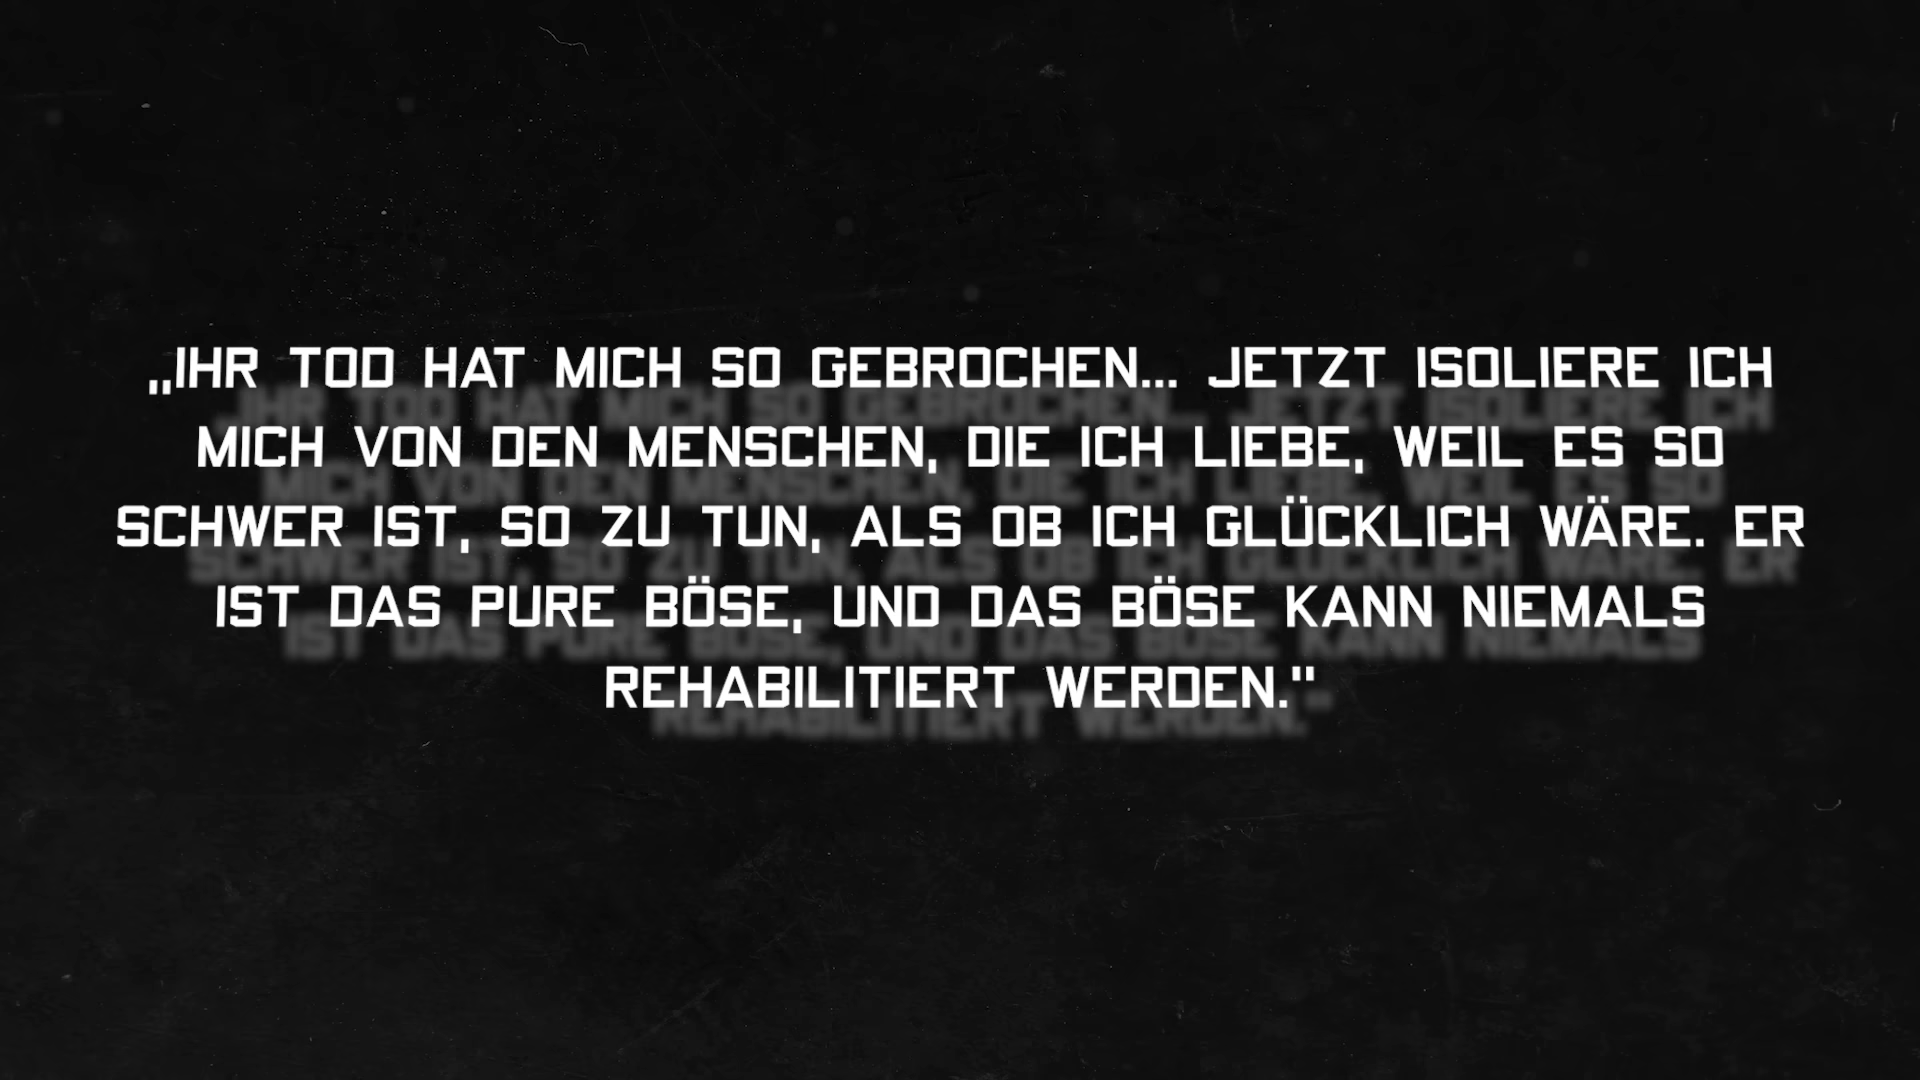 „IHR TOD HAT MICH SO GEBROCHEN... JETZT ISOLIERE ICH
MICH VON DEN MENSCHEN, DIE ICH LIEBE, WEIL ES SO
SCHWER IST, SO ZU TUN, ALS OB ICH GLÜCKLICH WÄRE. ER
IST DAS PURE BÖSE, UND DAS BÖSE KANN NIEMALS
REHABILITIERT WERDEN."